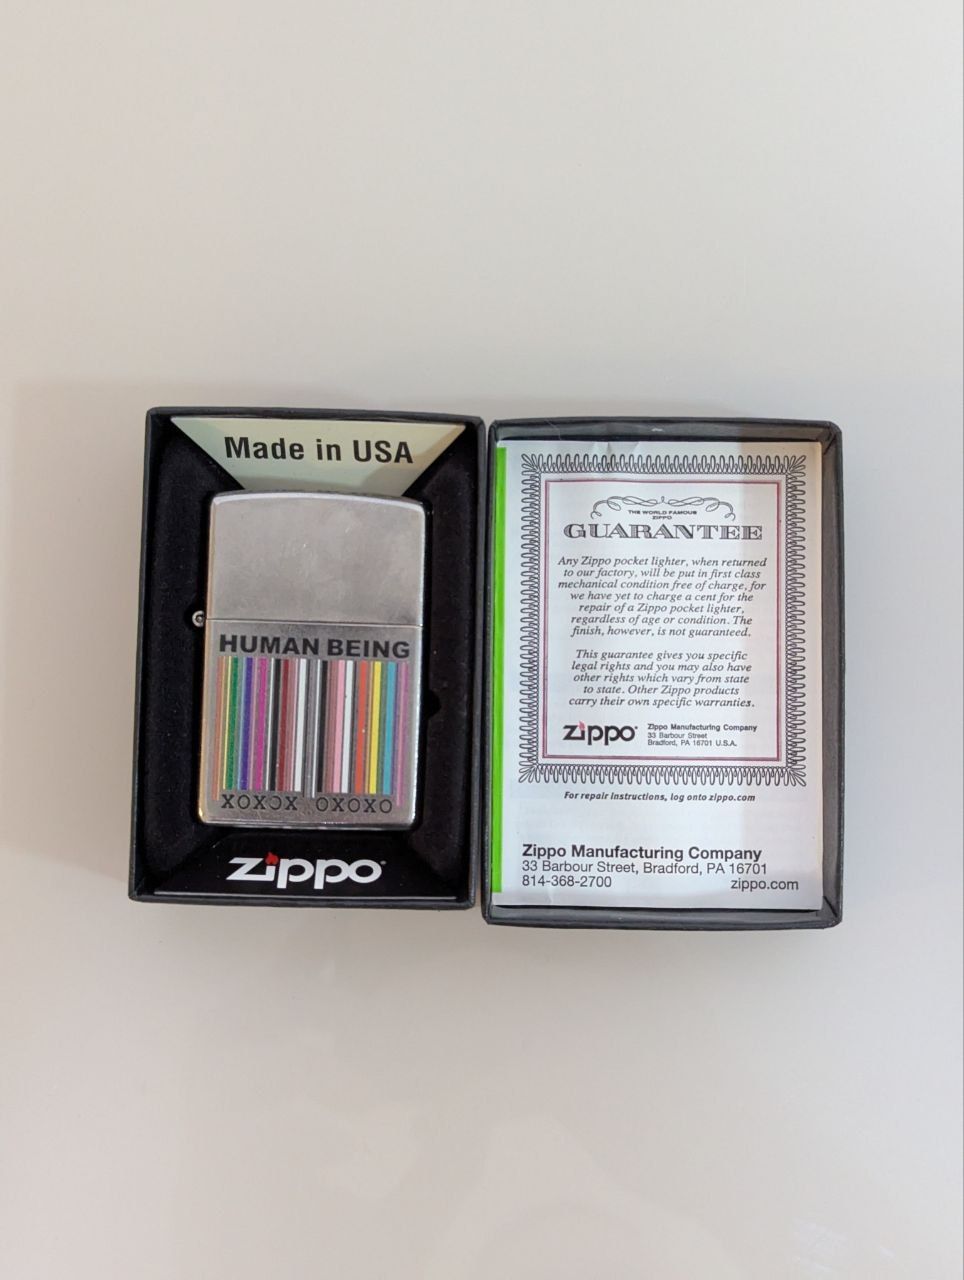 Made in USA
HUMAN BEING
XOXOX OXOXO
zippo
THE WORLD FAMOUS
ZIPPO
GUARANTEE
Any Zippo pocket lighter, when returned
to our factory, will be put in first class
mechanical condition free of charge, for
we have yet to charge a cent for the
repair of a Zippo pocket lighter,
regardless of age or condition. The
finish, however, is not guaranteed.
This guarantee gives you specific
legal rights and you may also have
other rights which vary from state
to state. Other Zippo products
carry their own specific warranties.
zippo
Zippo Manufacturing Company
33 Barbour Street
Bradford, PA 16701 U.S.A.
For repair instructions, log onto zippo.com
Zippo Manufacturing Company
33 Barbour Street, Bradford, PA 16701
814-368-2700 zippo.com